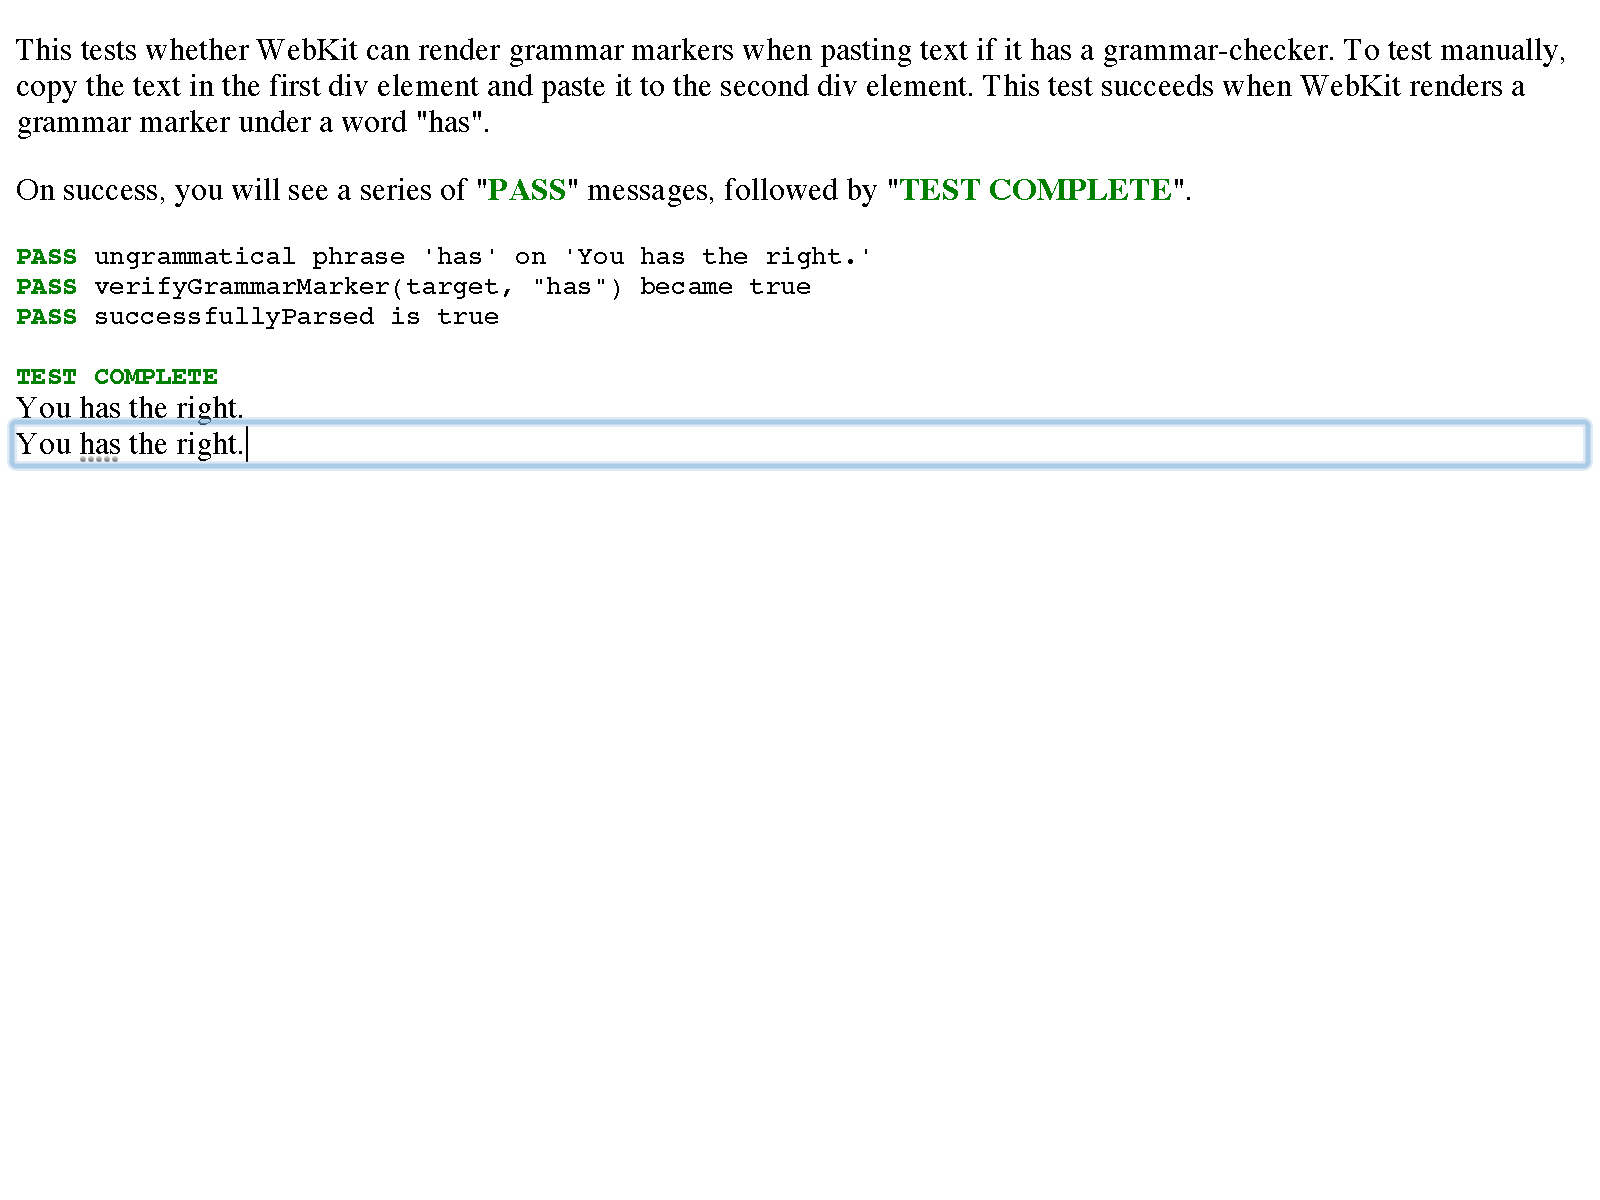 This tests whether WebKit can render grammar markers when pasting text if it has a grammar-checker. To test manually,
copy the text in the first div element and paste it to the second div element. This test succeeds when WebKit renders a
grammar marker under a word "has".
On success, you will see a series of "PASS" messages, followed by "TEST COMPLETE".
PASS ungrammatical phrase 'has' on 'You has the right.'
PASS verifyGrammarMarker(target, "has") became true
PASS successfullyParsed is true
TEST COMPLETE
You has the right.
You has the right.